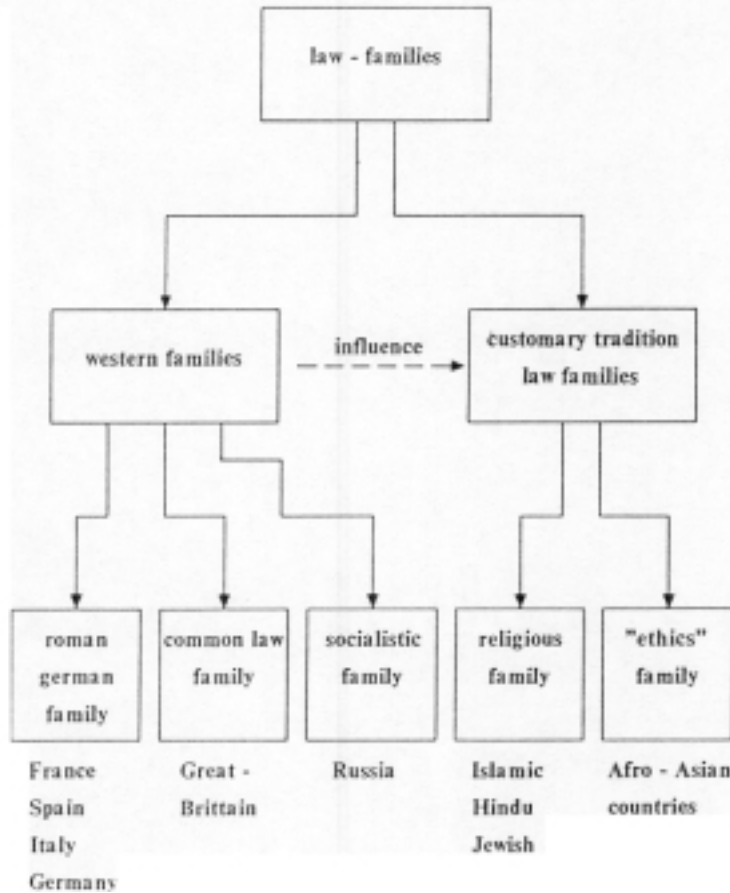 law - families
western families
influence
customary tradition
law families
roman
german
family
common law
family
socialistic
family
religious
family
"ethics"
family
France
Spain
Italy
Germany
Great -
Brittain
Russia
Islamic
Hindu
Jewish
Afro - Asian
countries